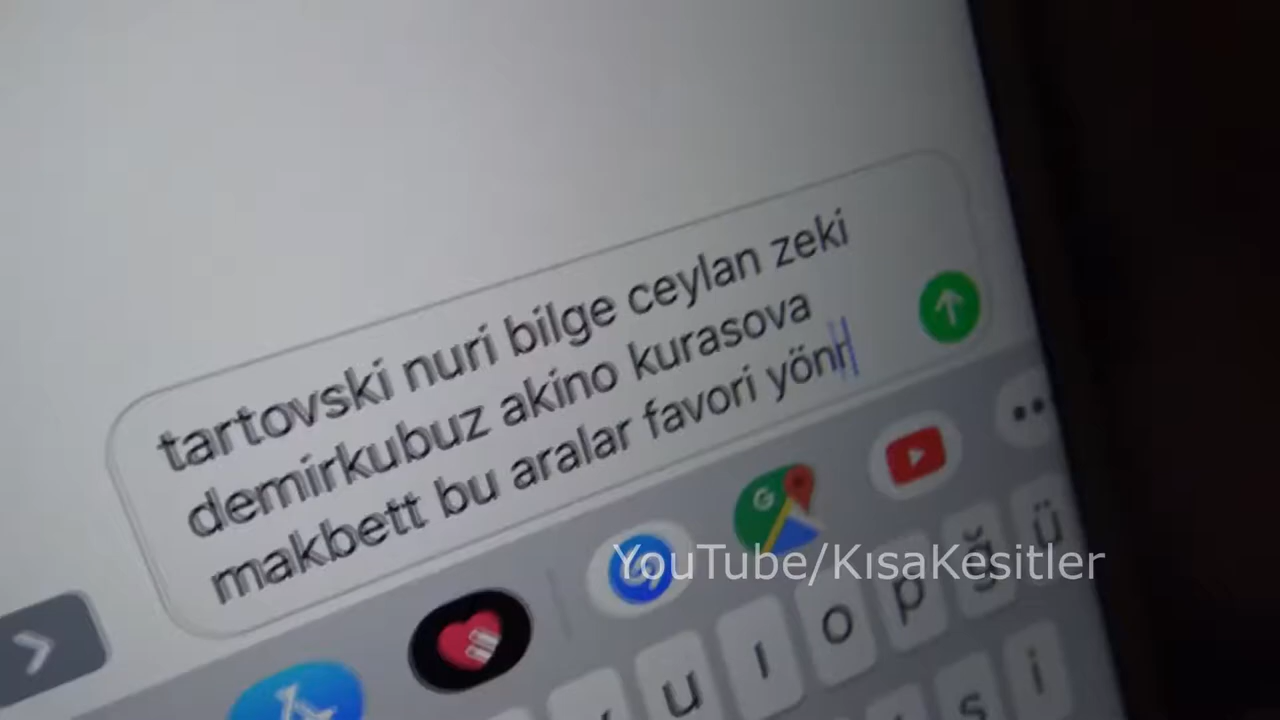 tartovski nuri bilge ceylan zeki
demirkubuz akino kurasova
makbett bu aralar favori yönr
YouTube/KısaKesitler
u ı o p ğ ü
ş i